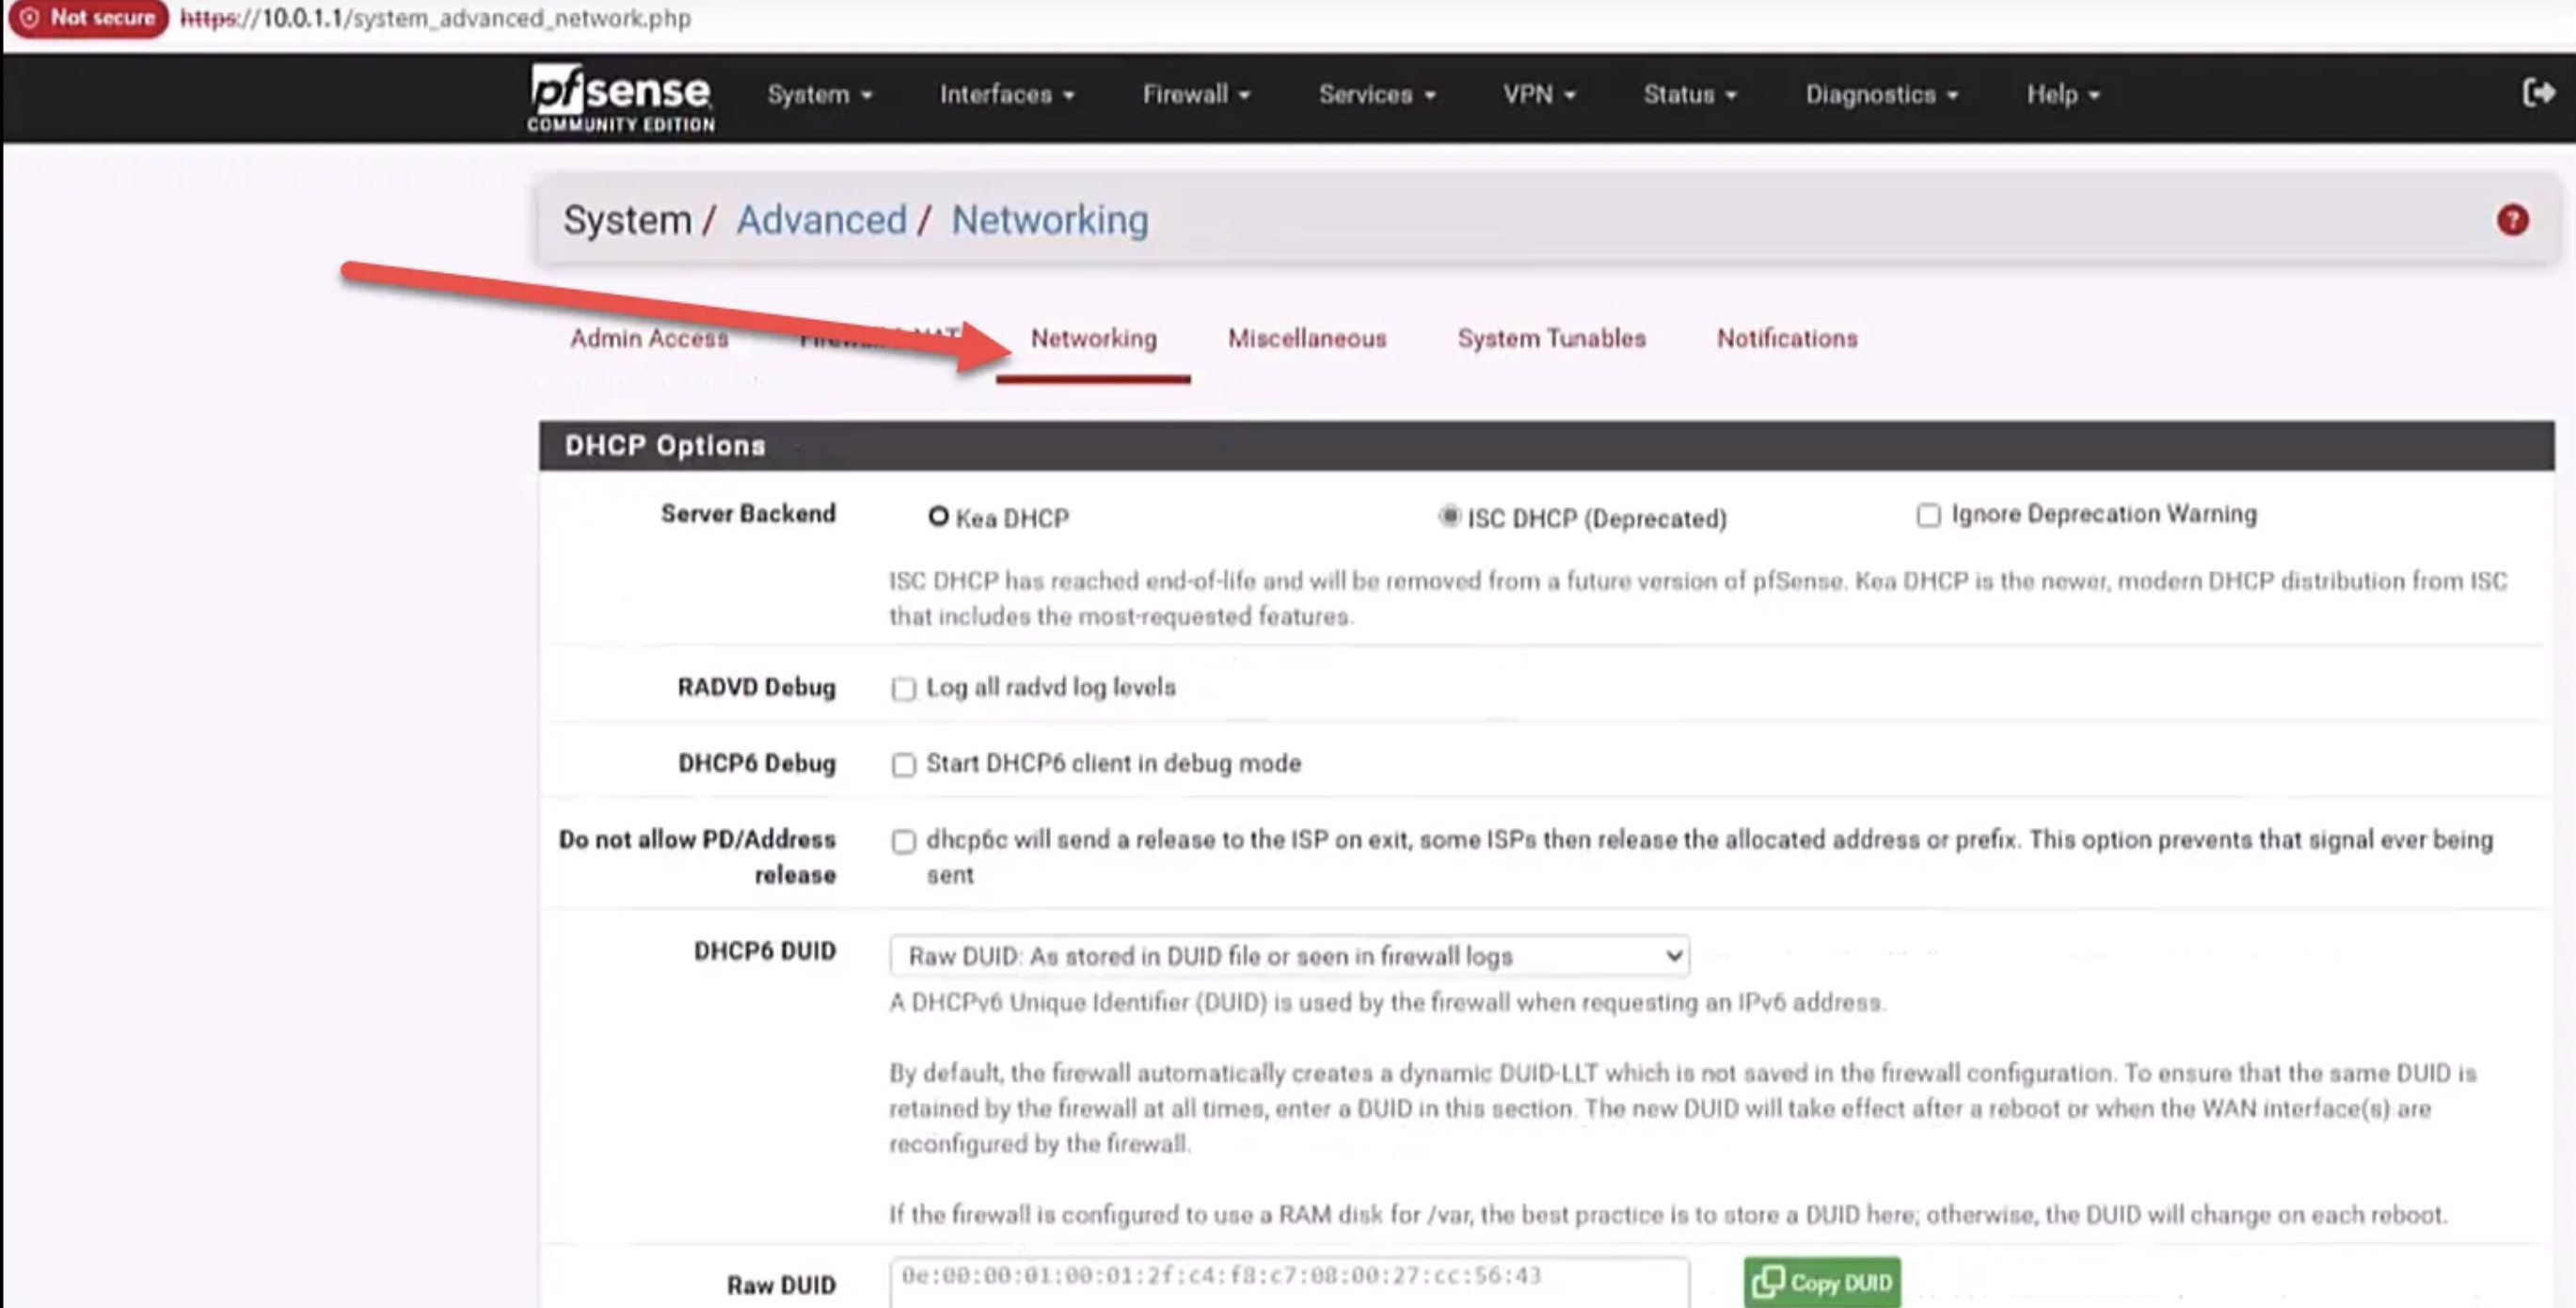 Not secure https://10.0.1.1/system_advanced_network.php
pfsense
COMMUNITY EDITION
System Interfaces Firewall Services VPN Status Diagnostics Help
System / Advanced / Networking
?
Admin Access Networking Miscellaneous System Tunables Notifications
DHCP Options
Server Backend Kea DHCP ISC DHCP (Deprecated) Ignore Deprecation Warning
ISC DHCP has reached end-of-life and will be removed from a future version of pfSense. Kea DHCP is the newer, modern DHCP distribution from ISC
that includes the most-requested features.
RADVD Debug Log all radvd log levels
DHCP6 Debug Start DHCP6 client in debug mode
Do not allow PD/Address
release
dhcp6c will send a release to the ISP on exit, some ISPs then release the allocated address or prefix. This option prevents that signal ever being
sent
DHCP6 DUID Raw DUID: As stored in DUID file or seen in firewall logs
A DHCPv6 Unique Identifier (DUID) is used by the firewall when requesting an IPv6 address.
By default, the firewall automatically creates a dynamic DUID-LLT which is not saved in the firewall configuration. To ensure that the same DUID is
retained by the firewall at all times, enter a DUID in this section. The new DUID will take effect after a reboot or when the WAN interface(s) are
reconfigured by the firewall.
If the firewall is configured to use a RAM disk for /var, the best practice is to store a DUID here; otherwise, the DUID will change on each reboot.
Raw DUID 0e:00:00:01:00:01:2f:c4:f8:c7:08:00:27:cc:56:43 Copy DUID